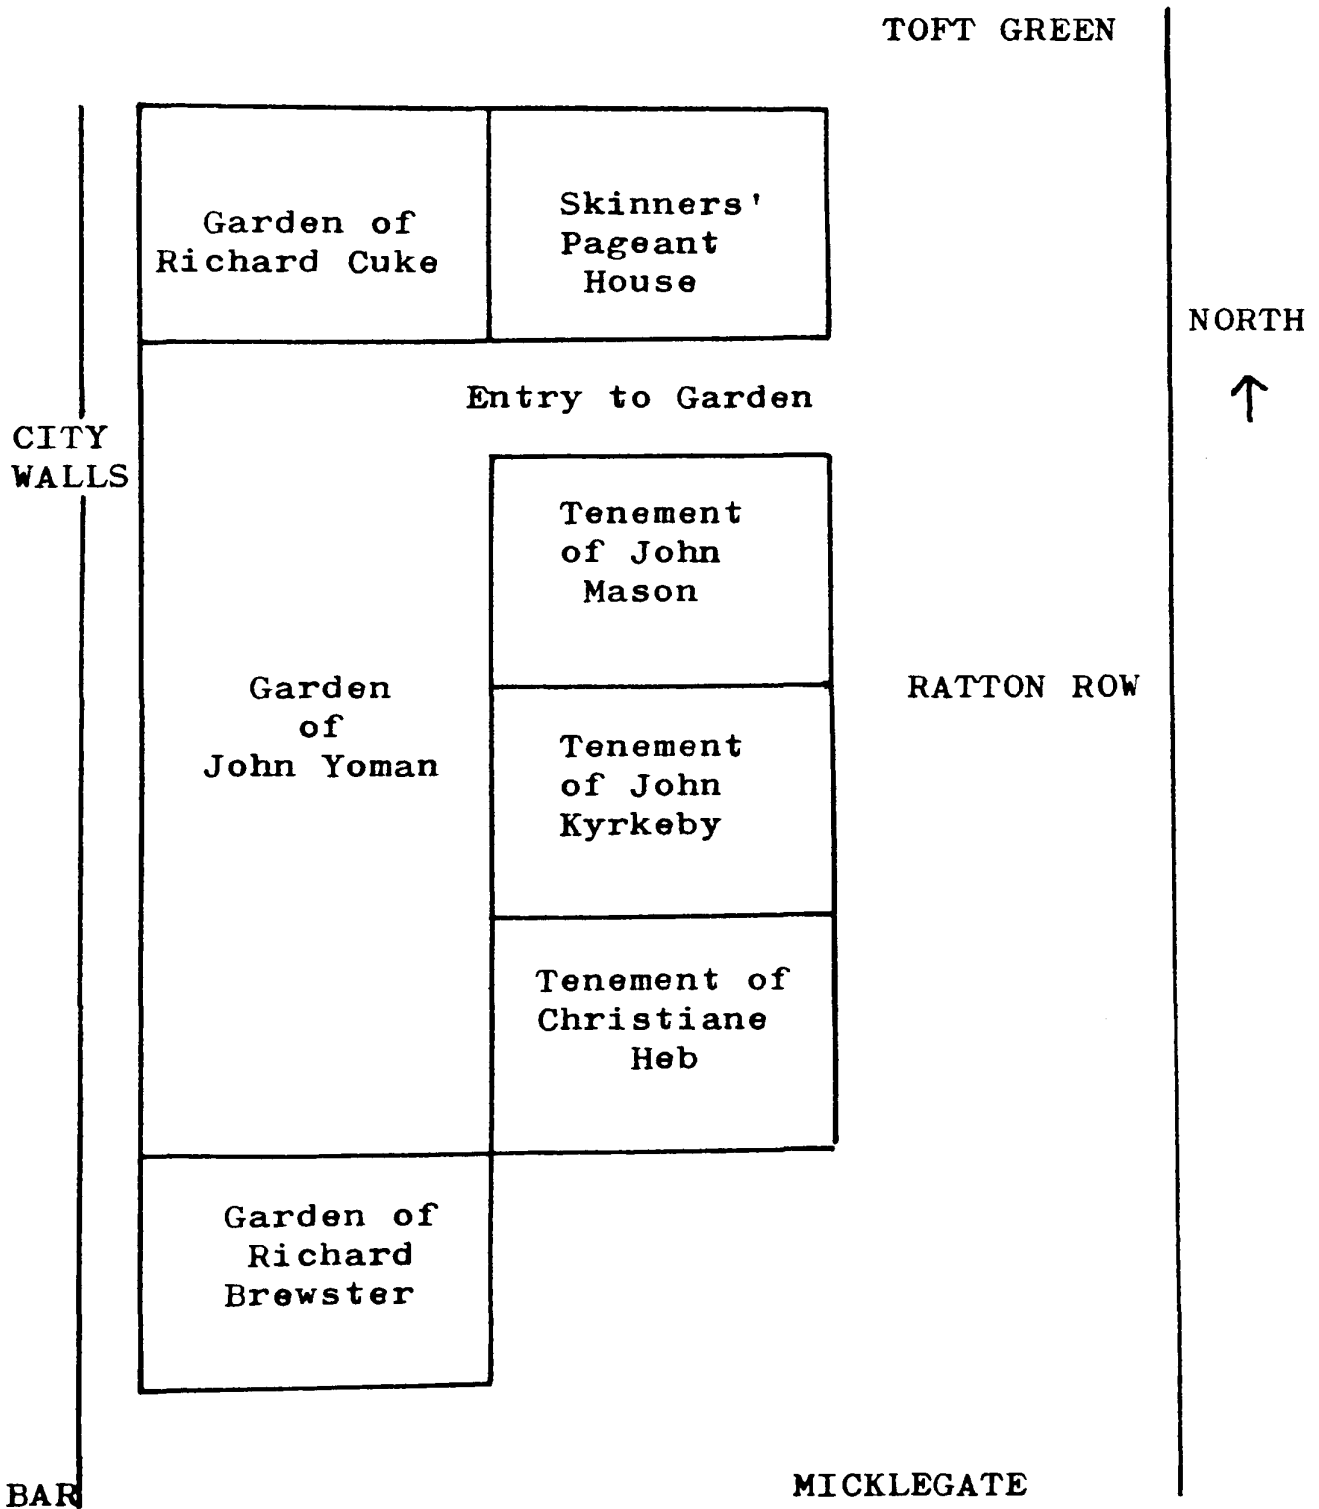 TOFT GREEN
Garden of
Richard Cuke
Skinners'
Pageant
House
NORTH
Entry to Garden
CITY
WALLS
Tenement
of John
Mason
Garden
of
John Yoman
RATTON ROW
Tenement
of John
Kyrkeby
Tenement of
Christiane
Heb
Garden of
Richard
Brewster
BAR
MICKLEGATE